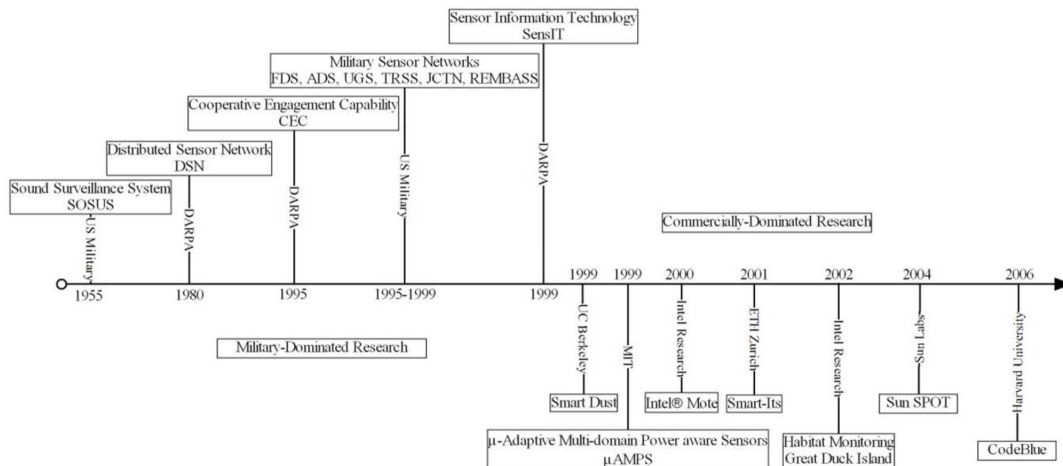 Sensor Information Technology
SensIT
Military Sensor Networks
FDS, ADS, UGS, TRSS, JCTN, REMBASS
Cooperative Engagement Capability
CEC
Distributed Sensor Network
DSN
Sound Surveillance System
SOSUS
US Military
DARPA
DARPA
US Military
DARPA
Commercially-Dominated Research
1955
1980
1995
1995-1999
1999
1999
1999
2000
2001
2002
2004
2006
Military-Dominated Research
UC Berkeley
MIT
Intel Research
ETH Zurich
Intel Research
Sun Labs
Harvard University
Smart Dust
Intel® Mote
Smart-Its
Sun SPOT
µ-Adaptive Multi-domain Power aware Sensors
µAMPS
Habitat Monitoring
Great Duck Island
CodeBlue